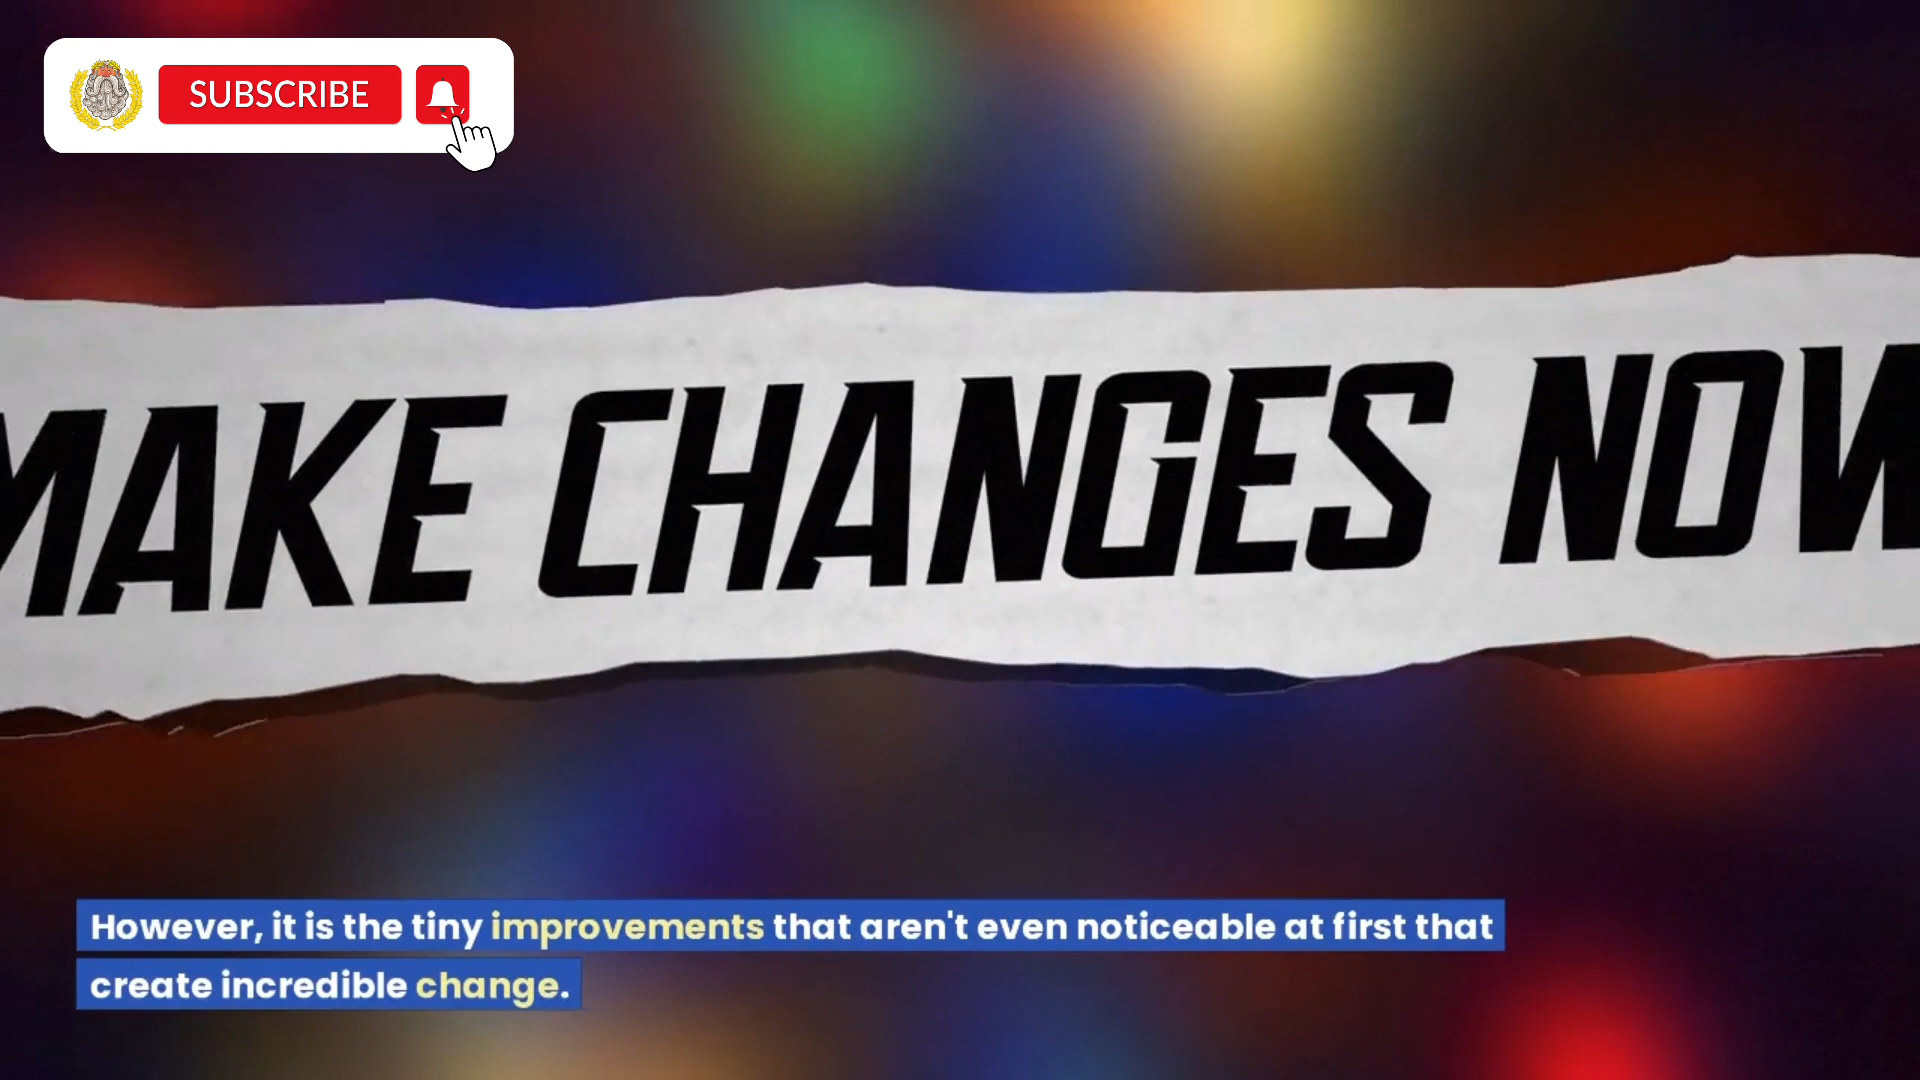 SUBSCRIBE
MAKE CHANGES NOW
However, it is the tiny improvements that aren't even noticeable at first that
create incredible change.